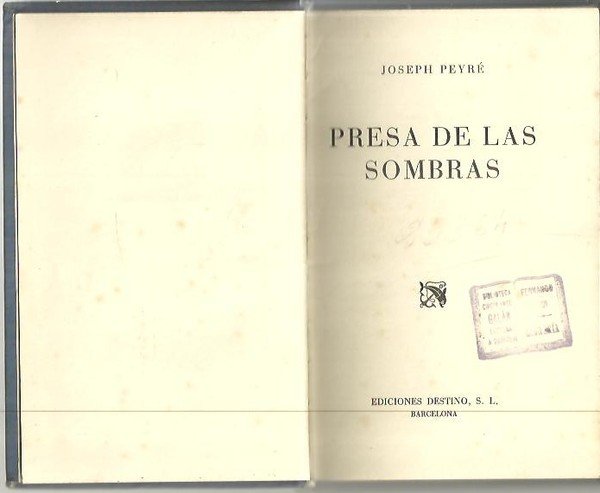 JOSEPH PEYRÉ
PRESA DE LAS
SOMBRAS
EDICIONES DESTINO, S. L.
BARCELONA